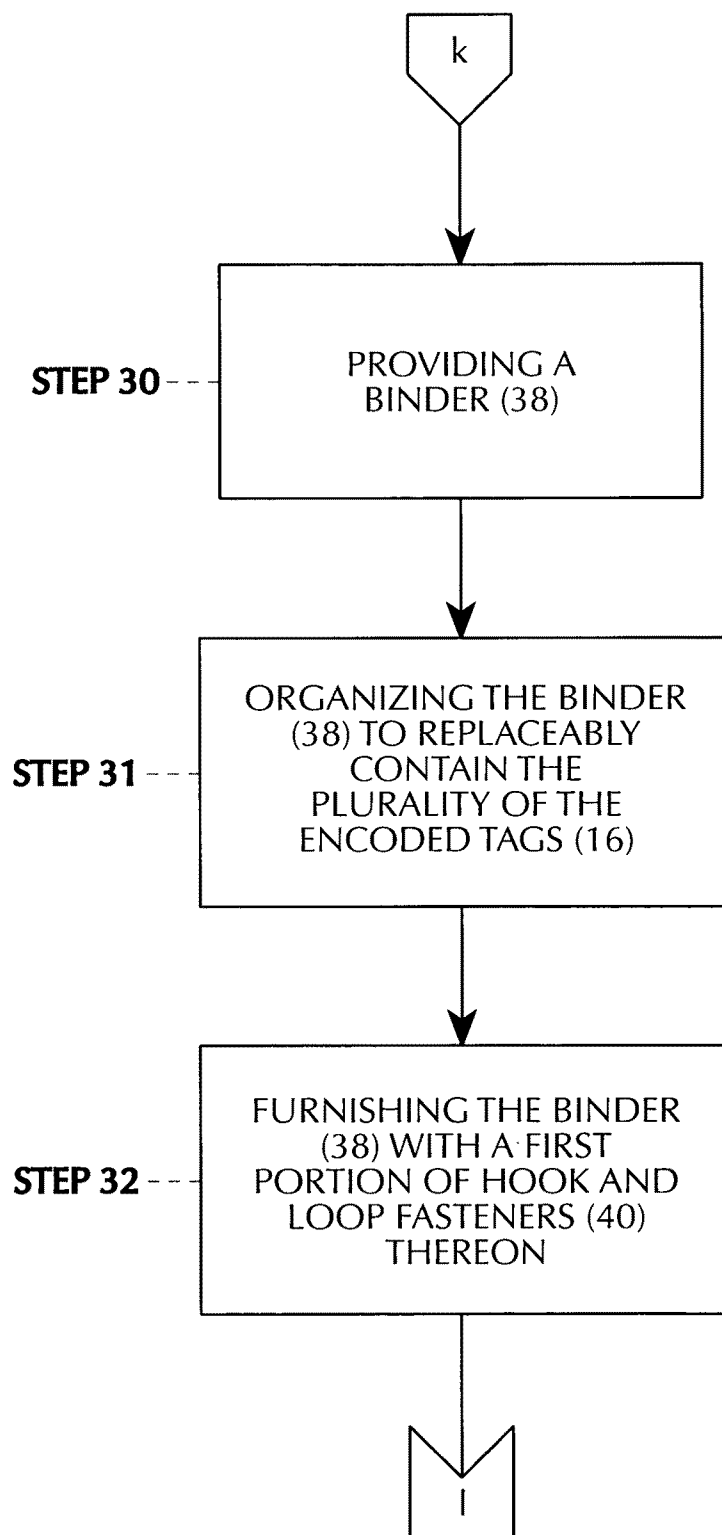 k
STEP 30
PROVIDING A
BINDER (38)
STEP 31
ORGANIZING THE BINDER
(38) TO REPLACEABLY
CONTAIN THE
PLURALITY OF THE
ENCODED TAGS (16)
STEP 32
FURNISHING THE BINDER
(38) WITH A FIRST
PORTION OF HOOK AND
LOOP FASTENERS (40)
THEREON
l